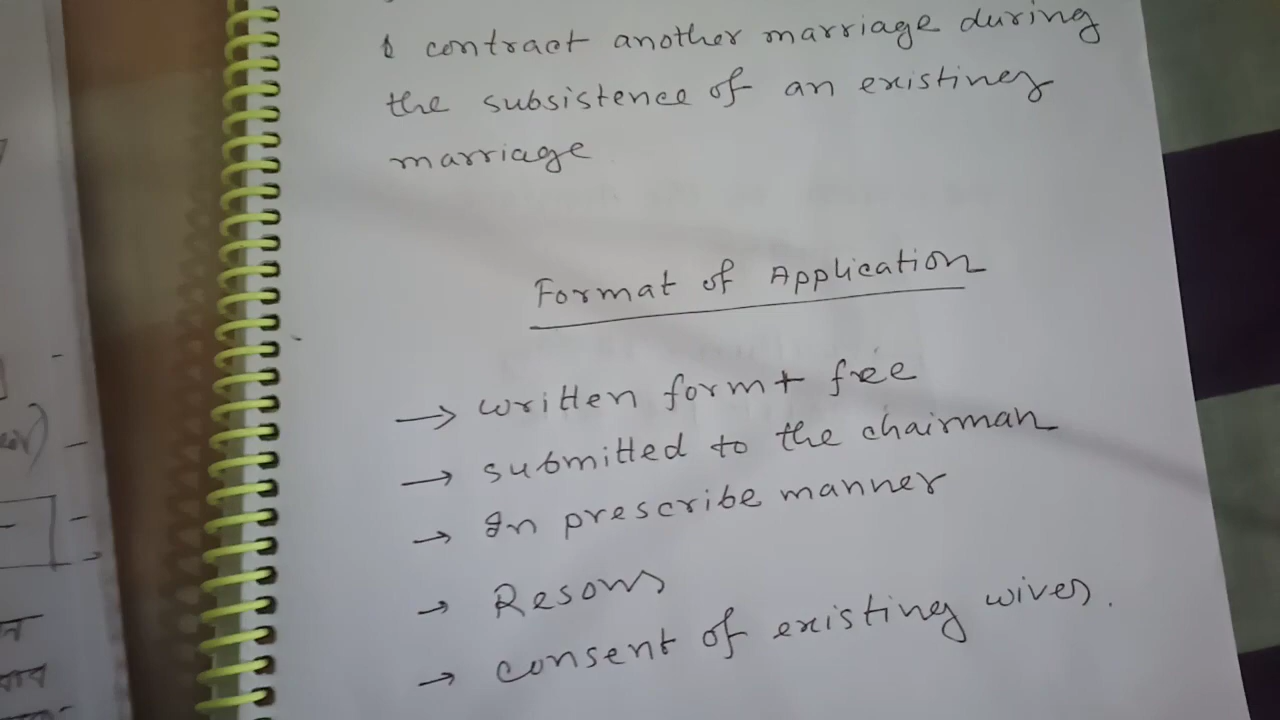 contract another marriage during
the subsistence of an existing
marriage
Format of Application
→ written form + free
→ submitted to the chairman
→ In prescribe manner
→ Resons
→ consent of existing wives.